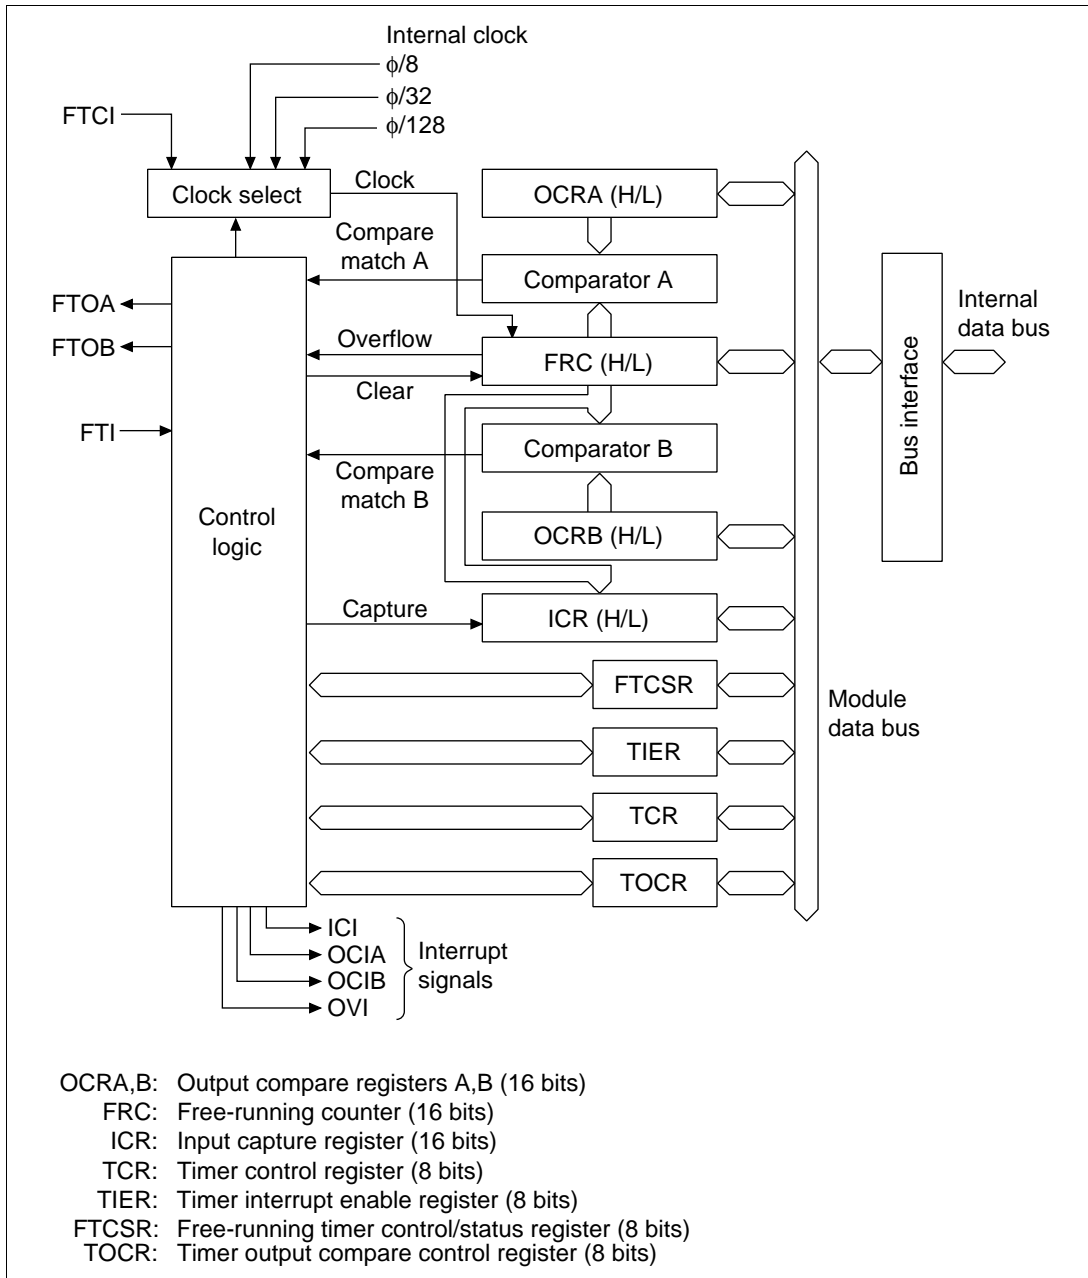 Internal clock
ϕ/8
ϕ/32
ϕ/128
FTCI
Clock select
Clock
OCRA (H/L)
Compare
match A
Comparator A
FTOA
FTOB
Overflow
FRC (H/L)
Clear
Internal
data bus
Bus interface
FTI
Comparator B
Compare
match B
Control
logic
OCRB (H/L)
Capture
ICR (H/L)
FTCSR
Module
data bus
TIER
TCR
TOCR
ICI
OCIA
OCIB
OVI
Interrupt
signals
OCRA,B: Output compare registers A,B (16 bits)
FRC: Free-running counter (16 bits)
ICR: Input capture register (16 bits)
TCR: Timer control register (8 bits)
TIER: Timer interrupt enable register (8 bits)
FTCSR: Free-running timer control/status register (8 bits)
TOCR: Timer output compare control register (8 bits)